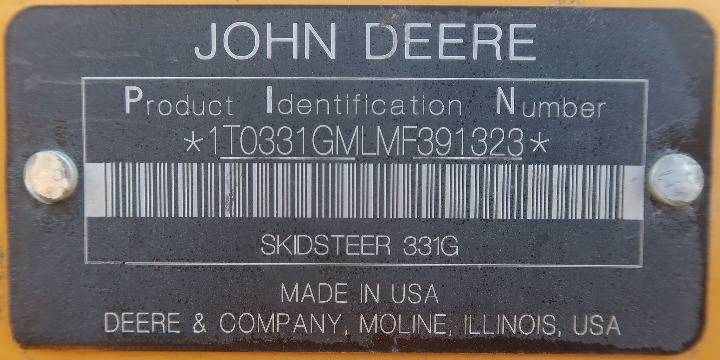 JOHN DEERE
Product Identification Number
*1T0331GMLMF391323*
SKIDSTEER 331G
MADE IN USA
DEERE & COMPANY, MOLINE, ILLINOIS, USA